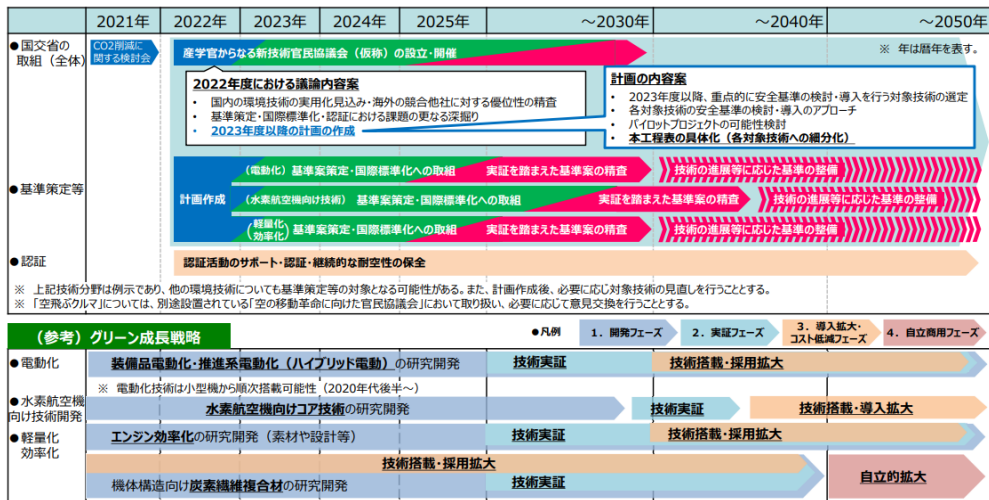 2021年 2022年 2023年 2024年 2025年 ～2030年 ～2040年 ～2050年
●国交省の
取組（全体）
CO2削減に
関する検討会
産学官からなる新技術官民協議会（仮称）の設立・開催
※ 年は暦年を表す。
2022年度における議論内容案
• 国内の環境技術の実用化見込み・海外の競合他社に対する優位性の精査
• 基準策定・国際標準化・認証における課題の更なる深掘り
• 2023年度以降の計画の作成
計画の内容案
• 2023年度以降、重点的に安全基準の検討・導入を行う対象技術の選定
• 各対象技術の安全基準の検討・導入のアプローチ
• パイロットプロジェクトの可能性検討
• 本工程表の具体化（各対象技術への細分化）
●基準策定等
計画作成
（電動化）基準案策定・国際標準化への取組 実証を踏まえた基準案の精査 技術の進展等に応じた基準の整備
（水素航空機向け技術） 基準案策定・国際標準化への取組 実証を踏まえた基準案の精査 技術の進展等に応じた基準の整備
（軽量化
効率化）基準案策定・国際標準化への取組 実証を踏まえた基準案の精査 技術の進展等に応じた基準の整備
●認証
認証活動のサポート・認証・継続的な耐空性の保全
※ 上記技術分野は例示であり、他の環境技術についても基準策定等の対象となる可能性がある。また、計画作成後、必要に応じ対象技術の見直しを行うこととする。
※ 「空飛ぶクルマ」については、別途設置されている「空の移動革命に向けた官民協議会」において取り扱い、必要に応じて意見交換を行うこととする。
（参考）グリーン成長戦略
●凡例 １．開発フェーズ ２．実証フェーズ ３．導入拡大・
コスト低減フェーズ ４．自立商用フェーズ
●電動化
装備品電動化・推進系電動化（ハイブリッド電動）の研究開発 技術実証 技術搭載・採用拡大
※ 電動化技術は小型機から順次搭載可能性（2020年代後半～）
●水素航空機
向け技術開発
水素航空機向けコア技術の研究開発 技術実証 技術搭載・導入拡大
●軽量化
効率化
エンジン効率化の研究開発（素材や設計等） 技術実証 技術搭載・採用拡大
技術搭載・採用拡大
機体構造向け炭素繊維複合材の研究開発 技術実証
自立的拡大